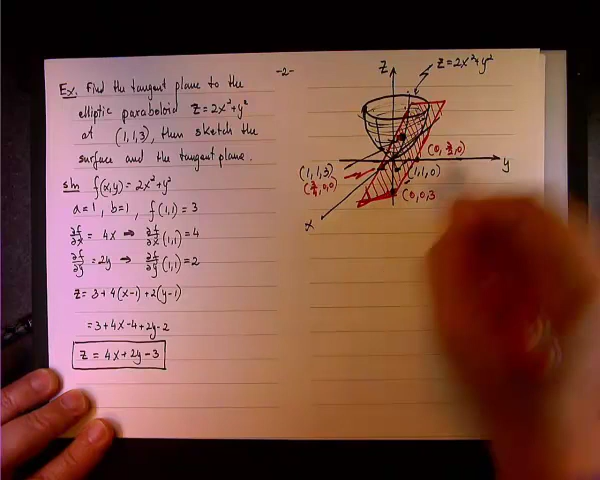 -2-
Ex. Find the tangent plane to the
elliptic paraboloid z=2x²+y²
at (1,1,3), then sketch the
surface and the tangent plane.
sln f(x,y) = 2x²+y²
a=1, b=1, f(1,1) = 3
∂f/∂x = 4x ⇒ ∂f/∂x (1,1) = 4
∂f/∂y = 2y → ∂f/∂y (1,1) = 2
z = 3+4(x-1)+2(y-1)
= 3+4x-4+2y-2
z = 4x+2y-3
z
z=2x²+y²
(0, 3/2, 0)
y
(1,1,3)
(1,1,0)
(3/4,0,0)
(0,0,3
x